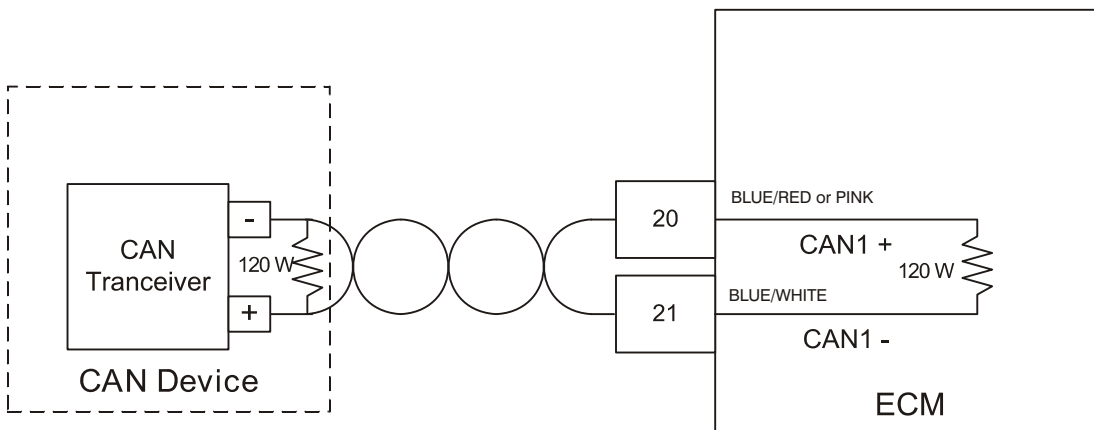 CAN
Tranceiver
-
+
120 W
CAN Device
20
21
BLUE/RED or PINK
CAN1 +
120 W
BLUE/WHITE
CAN1 -
ECM